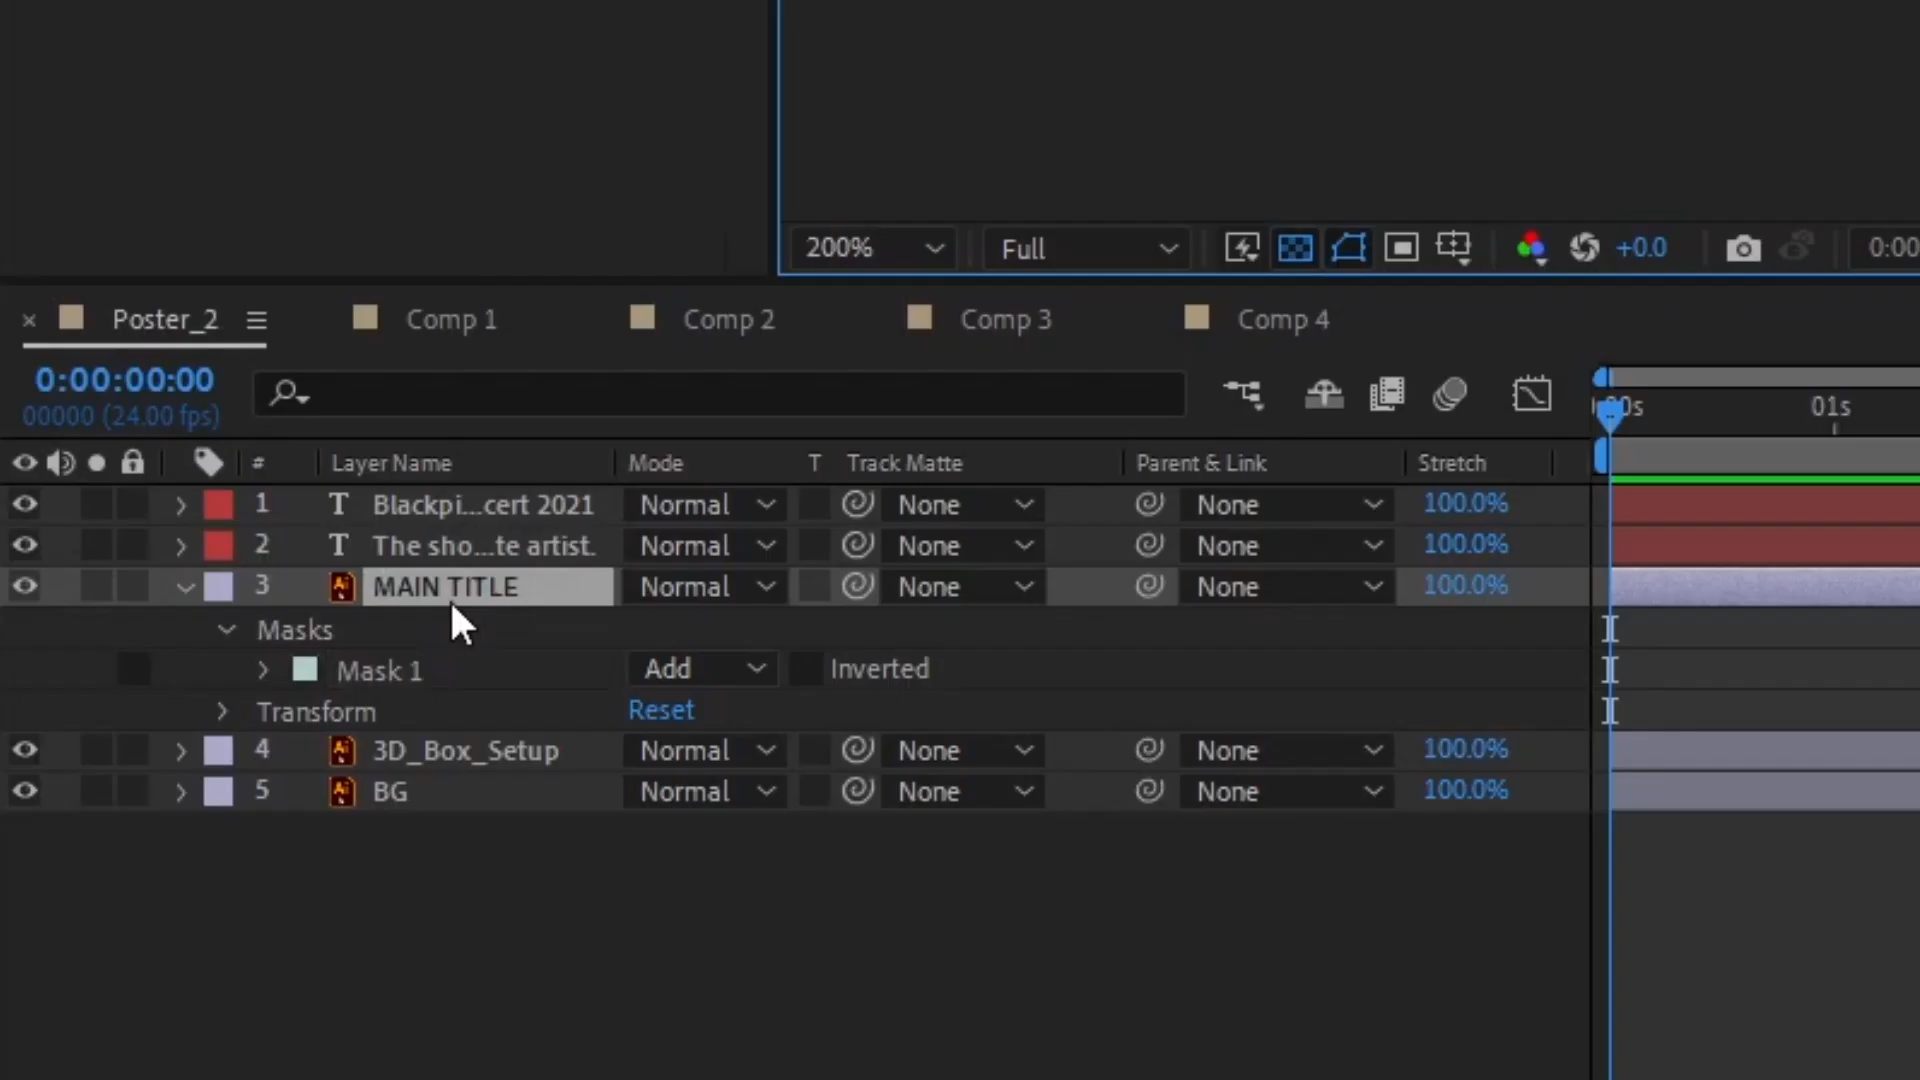 200% Full +0.0 0:00
Poster_2 Comp 1 Comp 2 Comp 3 Comp 4
0:00:00:00
00000 (24.00 fps)
00s 01s
# Layer Name Mode T Track Matte Parent & Link Stretch
1 T Blackpi...cert 2021 Normal None None 100.0%
2 T The sho...te artist. Normal None None 100.0%
3 Ai MAIN TITLE Normal None None 100.0%
Masks
Mask 1 Add Inverted
Transform Reset
4 Ai 3D_Box_Setup Normal None None 100.0%
5 Ai BG Normal None None 100.0%